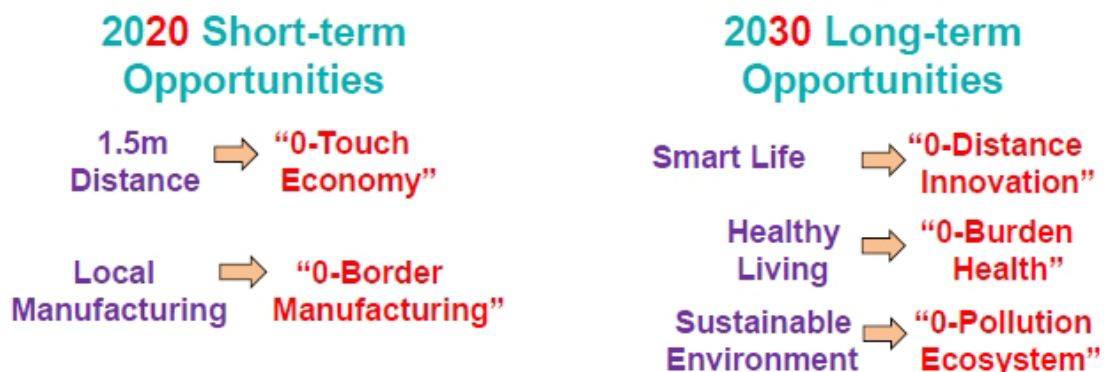 2020 Short-term
Opportunities
1.5m
Distance
“0-Touch
Economy”
Local
Manufacturing
“0-Border
Manufacturing”
2030 Long-term
Opportunities
Smart Life
“0-Distance
Innovation”
Healthy
Living
“0-Burden
Health”
Sustainable
Environment
“0-Pollution
Ecosystem”